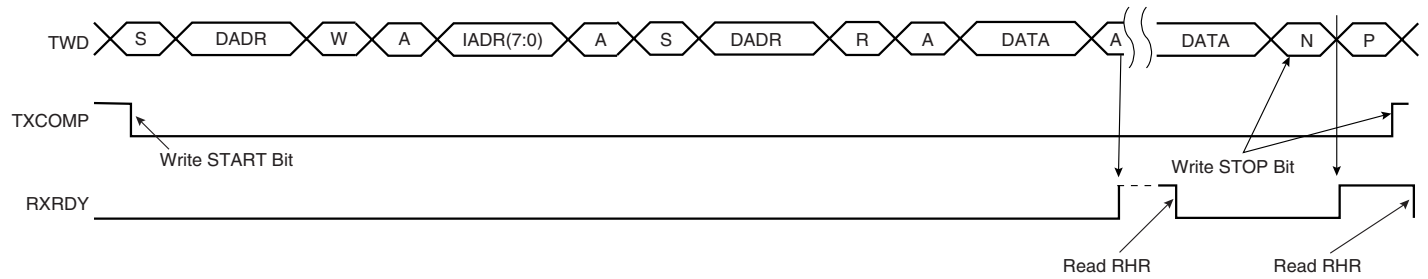 TWD S DADR W A IADR(7:0) A S DADR R A DATA A DATA N P
TXCOMP
Write START Bit
Write STOP Bit
RXRDY
Read RHR Read RHR